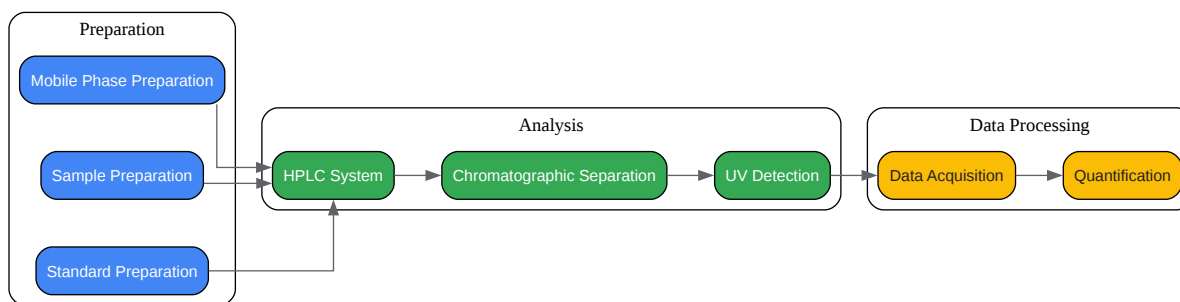 Preparation
Mobile Phase Preparation
Sample Preparation
Standard Preparation
Analysis
HPLC System
Chromatographic Separation
UV Detection
Data Processing
Data Acquisition
Quantification